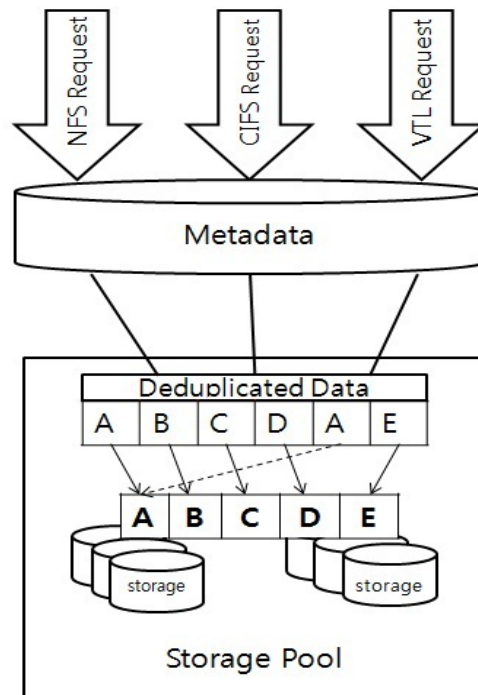 NFS Request
CIFS Request
VTL Request
Metadata
Deduplicated Data
A B C D A E
A B C D E
storage
storage
Storage Pool